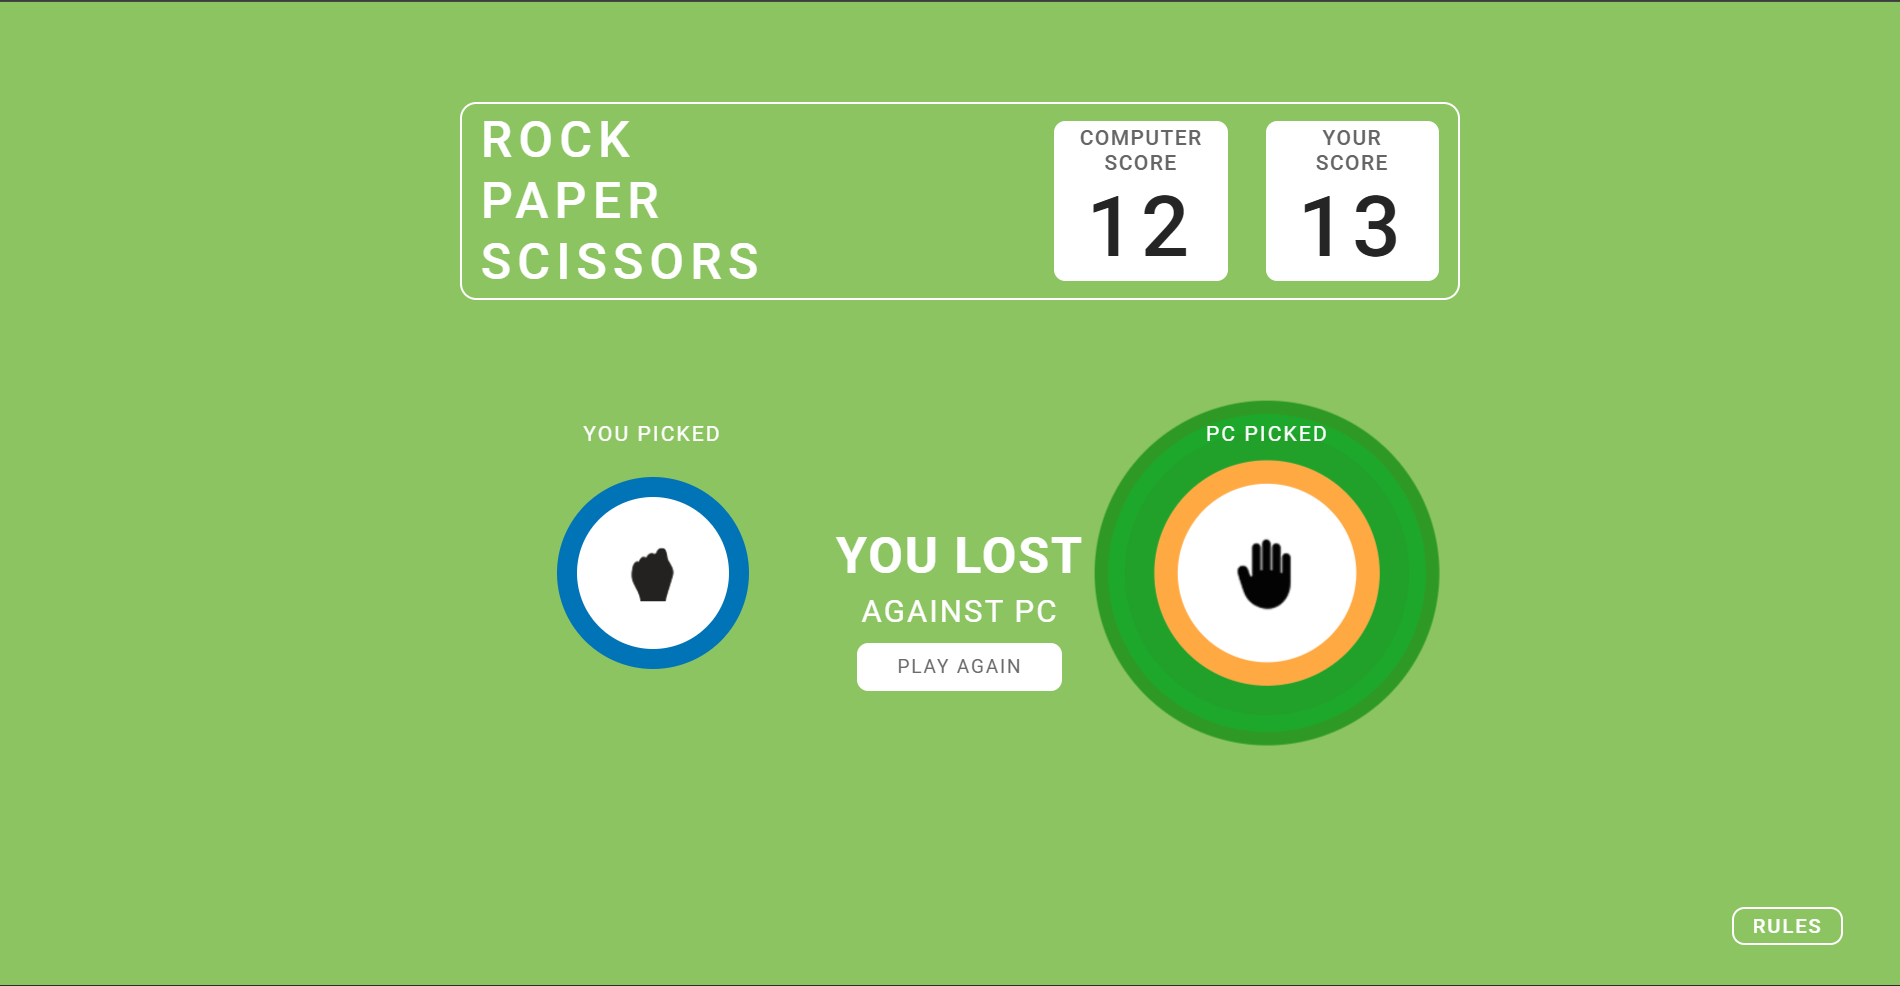 ROCK
PAPER
SCISSORS
COMPUTER
SCORE
12
YOUR
SCORE
13
YOU PICKED
PC PICKED
YOU LOST
AGAINST PC
PLAY AGAIN
RULES